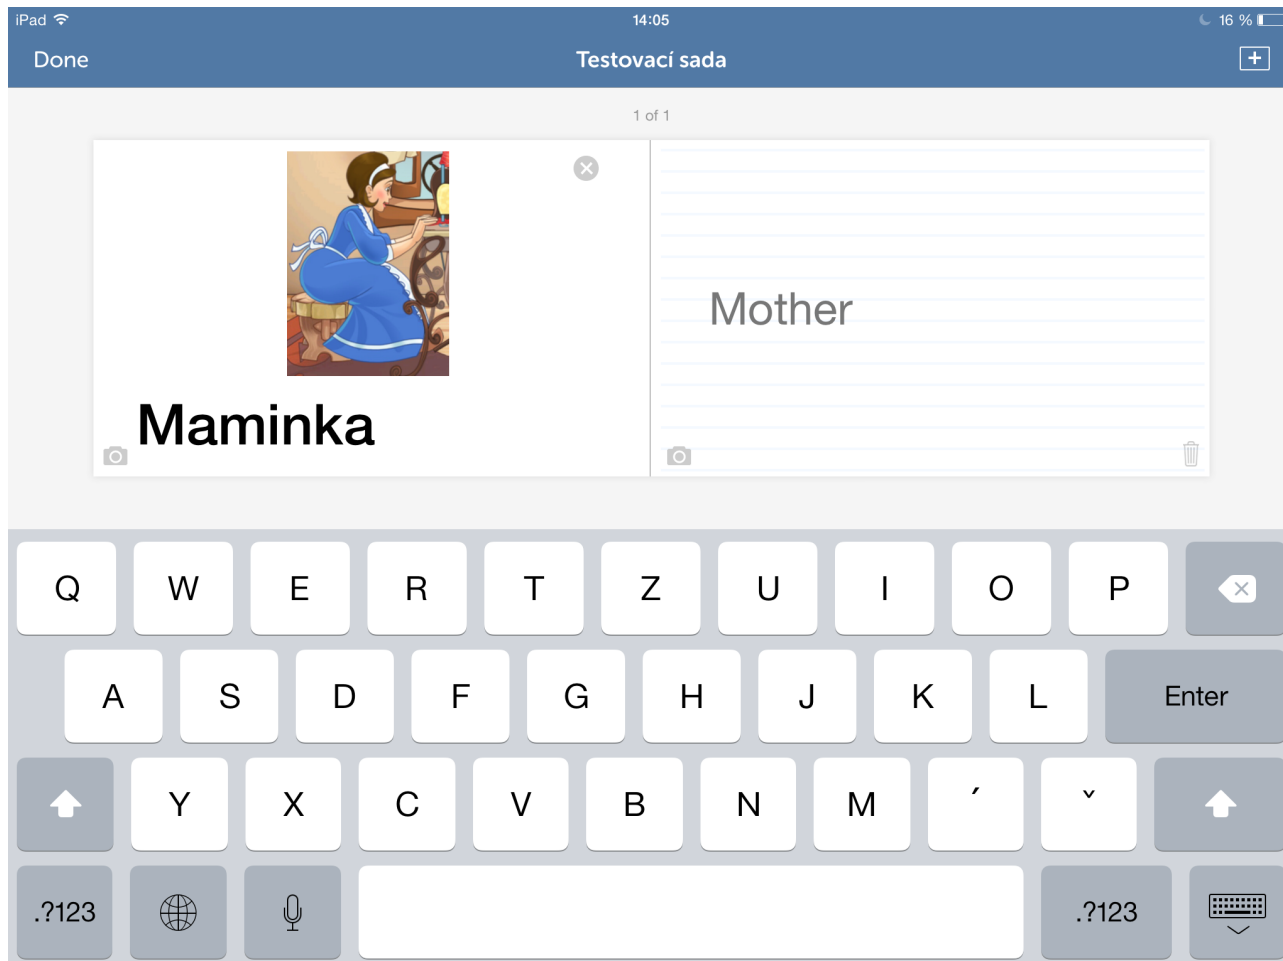 iPad 14:05 16 %
Done Testovací sada
1 of 1
Maminka
Mother
Q W E R T Z U I O P
A S D F G H J K L Enter
Y X C V B N M ˊ ˇ
.?123 .?123